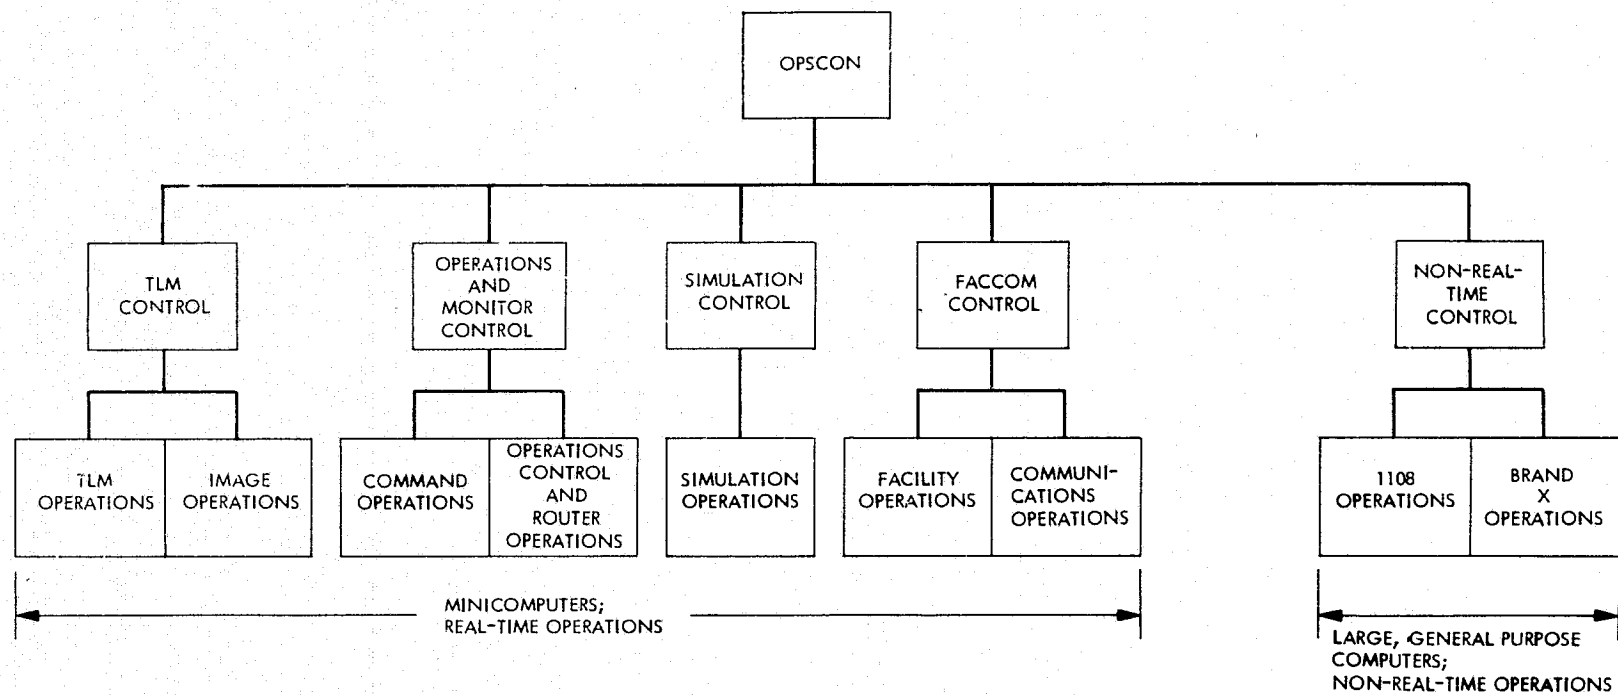 OPSCON
TLM
CONTROL
OPERATIONS
AND
MONITOR
CONTROL
SIMULATION
CONTROL
FACCOM
CONTROL
NON-REAL-
TIME
CONTROL
TLM
OPERATIONS
IMAGE
OPERATIONS
COMMAND
OPERATIONS
OPERATIONS
CONTROL
AND
ROUTER
OPERATIONS
SIMULATION
OPERATIONS
FACILITY
OPERATIONS
COMMUNI-
CATIONS
OPERATIONS
1108
OPERATIONS
BRAND
X
OPERATIONS
MINICOMPUTERS;
REAL-TIME OPERATIONS
LARGE, GENERAL PURPOSE
COMPUTERS;
NON-REAL-TIME OPERATIONS